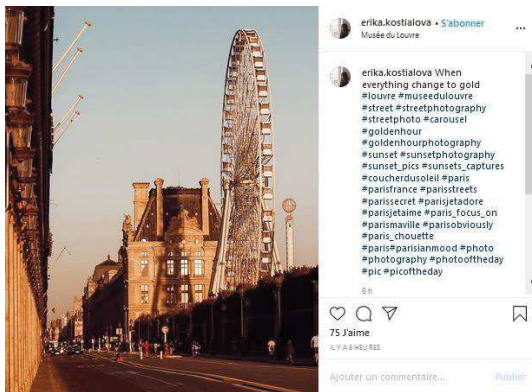 erika.kostialova • S'abonner
Musée du Louvre
erika.kostialova When
everything change to gold
#louvre #museedulouvre
#street #streetphotography
#streetphoto #carousel
#goldenhour
#goldenhourphotography
#sunset #sunsetphotography
#sunset_pics #sunsets_captures
#coucherdusoleil #paris
#parisfrance #parisstreets
#parissecret #parisjetadore
#parisjetaime #paris_focus_on
#parismaville #parisobviously
#paris_chouette
#paris#parisianmood #photo
#photography #photooftheday
#pic #picoftheday
8 h
75 J'aime
IL Y A 8 HEURES
Ajouter un commentaire... Publier